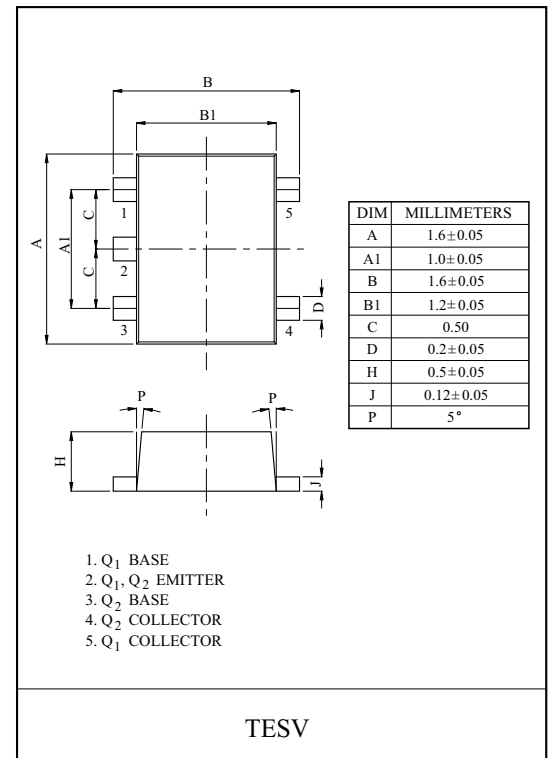 B
B1
1
5
C
A
A1
2
C
D
3
4
P
P
H
J
DIM MILLIMETERS
A 1.6±0.05
A1 1.0±0.05
B 1.6±0.05
B1 1.2±0.05
C 0.50
D 0.2±0.05
H 0.5±0.05
J 0.12±0.05
P 5°
1. Q1 BASE
2. Q1, Q2 EMITTER
3. Q2 BASE
4. Q2 COLLECTOR
5. Q1 COLLECTOR
TESV